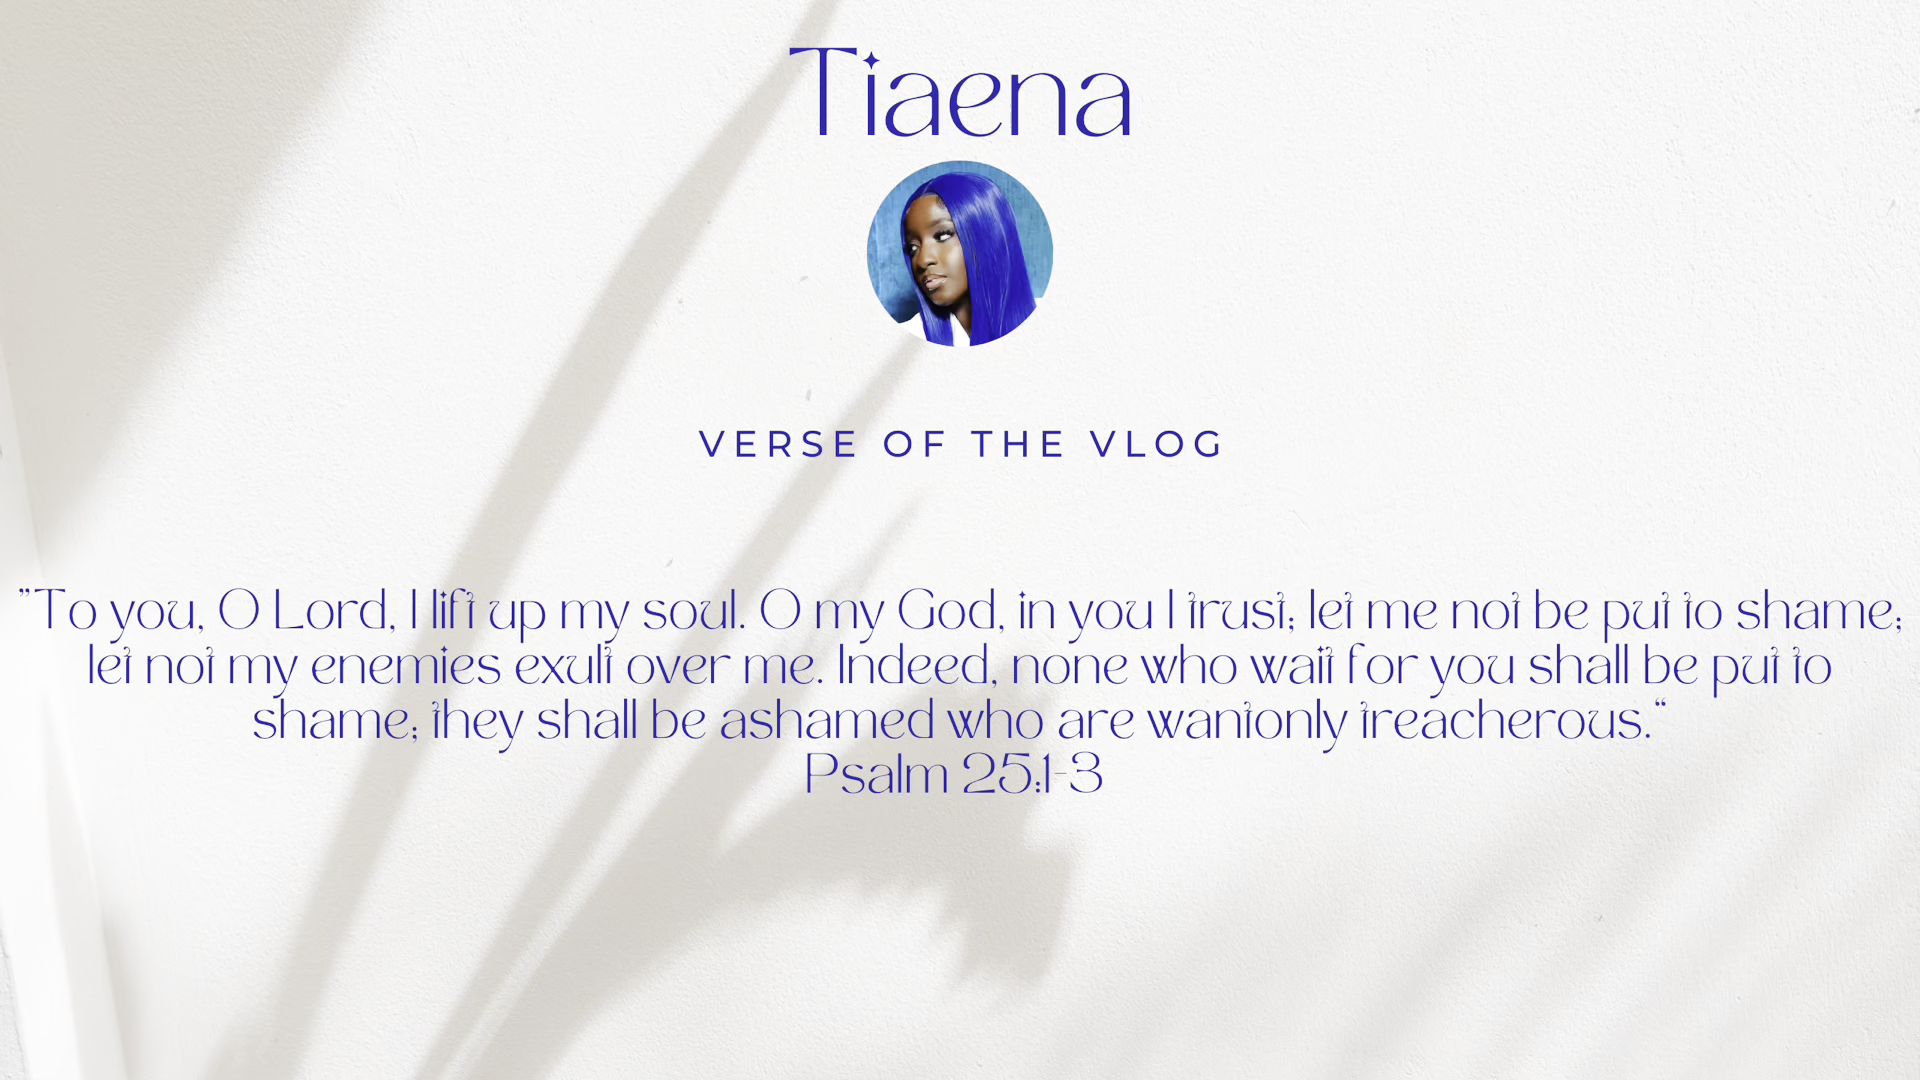 Tiaena
VERSE OF THE VLOG
"To you, O Lord, I lift up my soul. O my God, in you I trust; let me not be put to shame;
let not my enemies exult over me. Indeed, none who wait for you shall be put to
shame; they shall be ashamed who are wantonly treacherous.“
Psalm 25:1-3